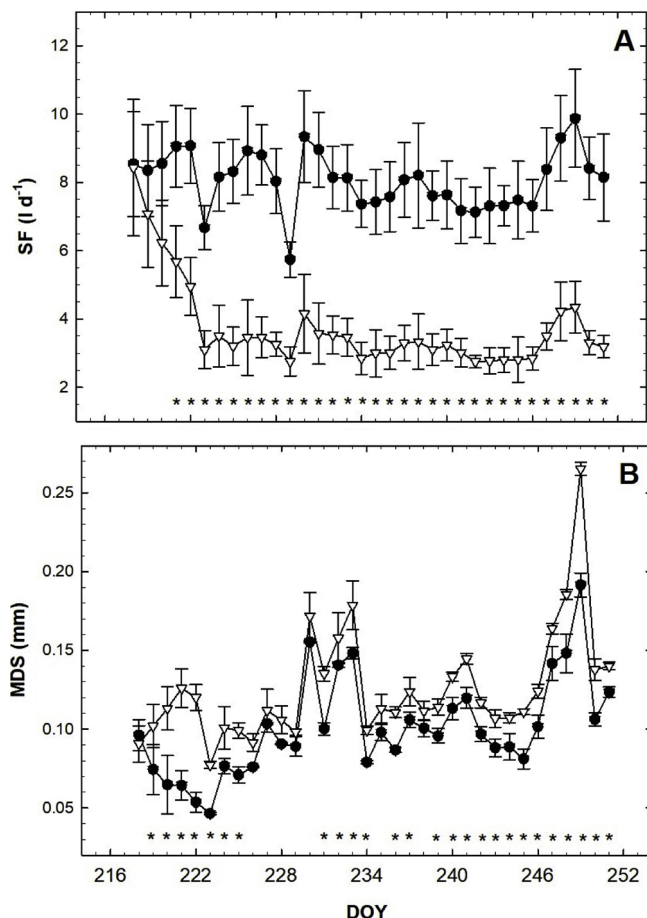 A
12
10
8
6
4
2
SF (l d⁻¹)
* * * * * * * * * * * * * * * * * * * * * * * * * * * * * * *
B
0.25
0.20
0.15
0.10
0.05
MDS (mm)
* * * * * * * * * * * * * * * * * * * * * * * * * *
216 222 228 234 240 246 252
DOY